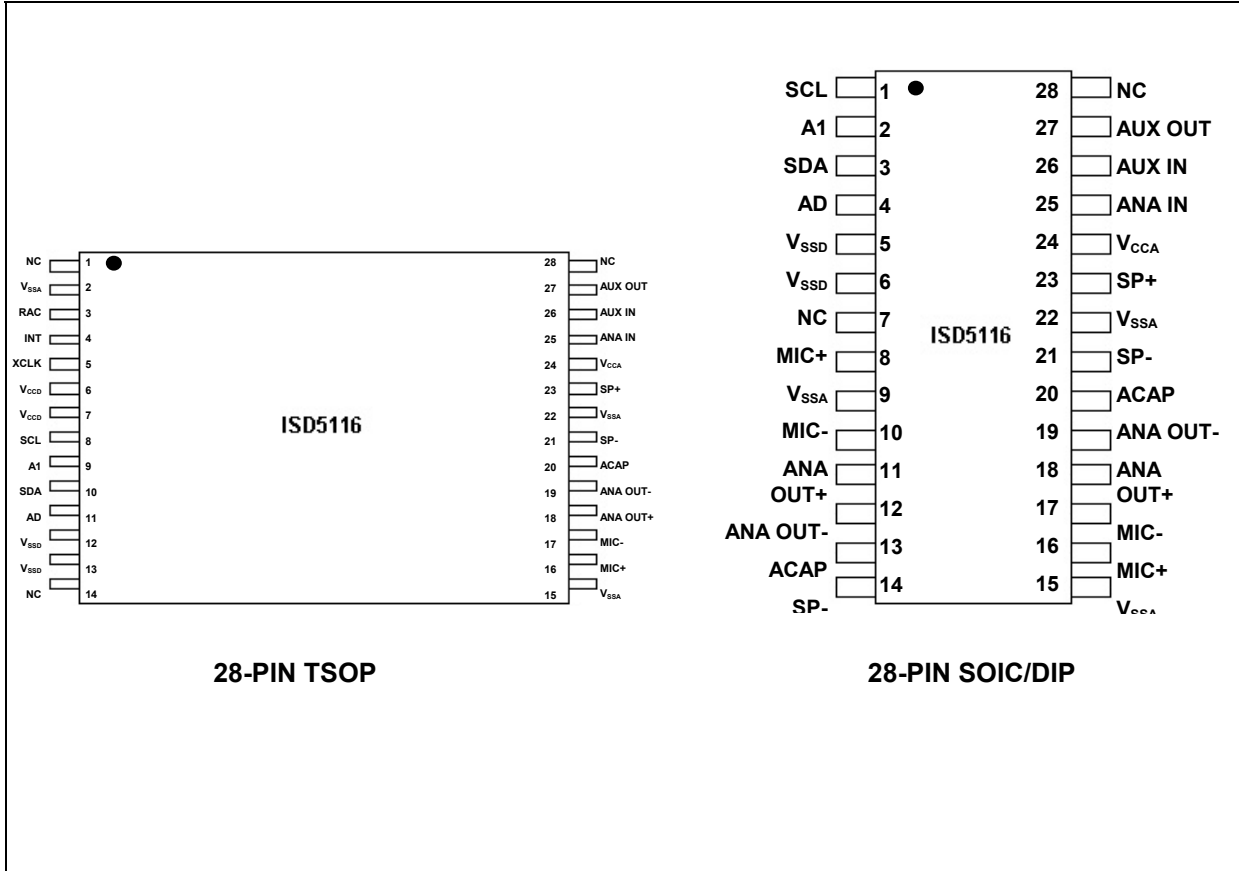 NC 1 28 NC
VSSA 2 27 AUX OUT
RAC 3 26 AUX IN
INT 4 25 ANA IN
XCLK 5 24 VCCA
VCCD 6 23 SP+
VCCD 7 22 VSSA
SCL 8 21 SP-
A1 9 20 ACAP
SDA 10 19 ANA OUT-
AD 11 18 ANA OUT+
VSSD 12 17 MIC-
VSSD 13 16 MIC+
NC 14 15 VSSA
ISD5116
28-PIN TSOP
SCL 1 28 NC
A1 2 27 AUX OUT
SDA 3 26 AUX IN
AD 4 25 ANA IN
VSSD 5 24 VCCA
VSSD 6 23 SP+
NC 7 22 VSSA
MIC+ 8 21 SP-
VSSA 9 20 ACAP
MIC- 10 19 ANA OUT-
ANA 11 18 ANA
OUT+ 12 17 OUT+
ANA OUT- 13 16 MIC-
ACAP 14 15 MIC+
SP- VSSA
ISD5116
28-PIN SOIC/DIP